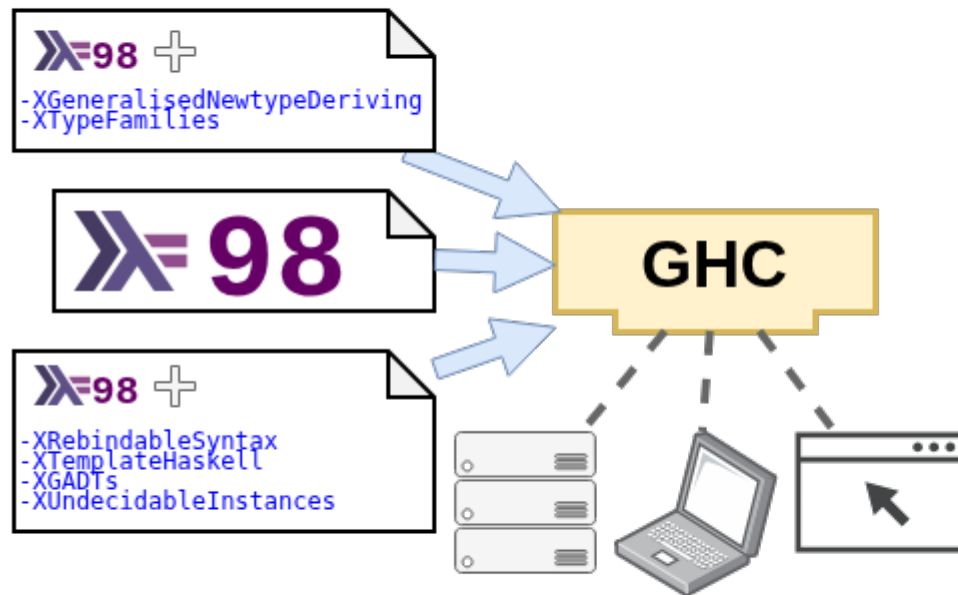 98
-XGeneralisedNewtypeDeriving
-XTypeFamilies
98
GHC
98
-XRebindableSyntax
-XTemplateHaskell
-XGADTs
-XUndecidableInstances